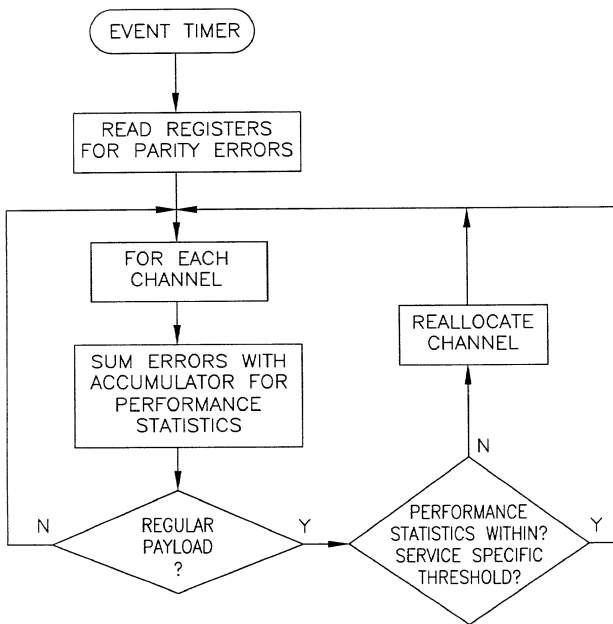 EVENT TIMER
READ REGISTERS
FOR PARITY ERRORS
FOR EACH
CHANNEL
SUM ERRORS WITH
ACCUMULATOR FOR
PERFORMANCE
STATISTICS
REGULAR
PAYLOAD
?
N
Y
PERFORMANCE
STATISTICS WITHIN?
SERVICE SPECIFIC
THRESHOLD?
N
Y
REALLOCATE
CHANNEL